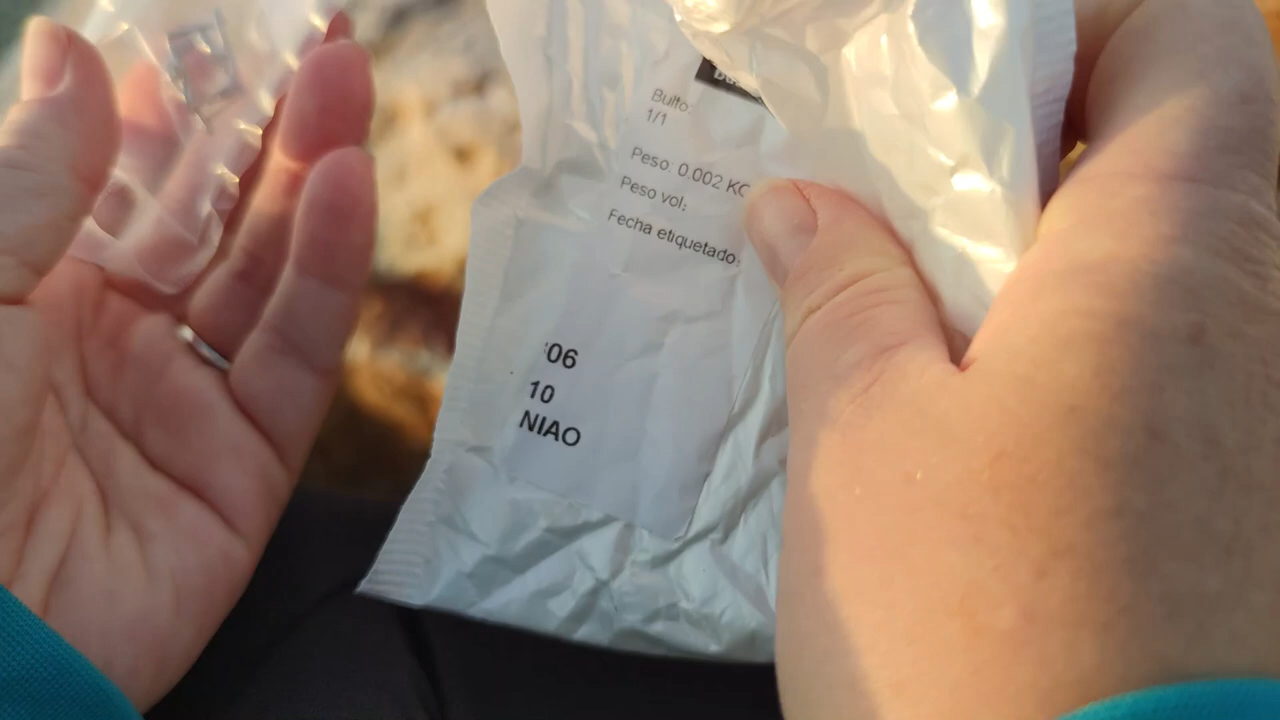 Bulto:
1/1
Peso: 0.002 KG
Peso vol:
Fecha etiquetado:
06
10
NIAO